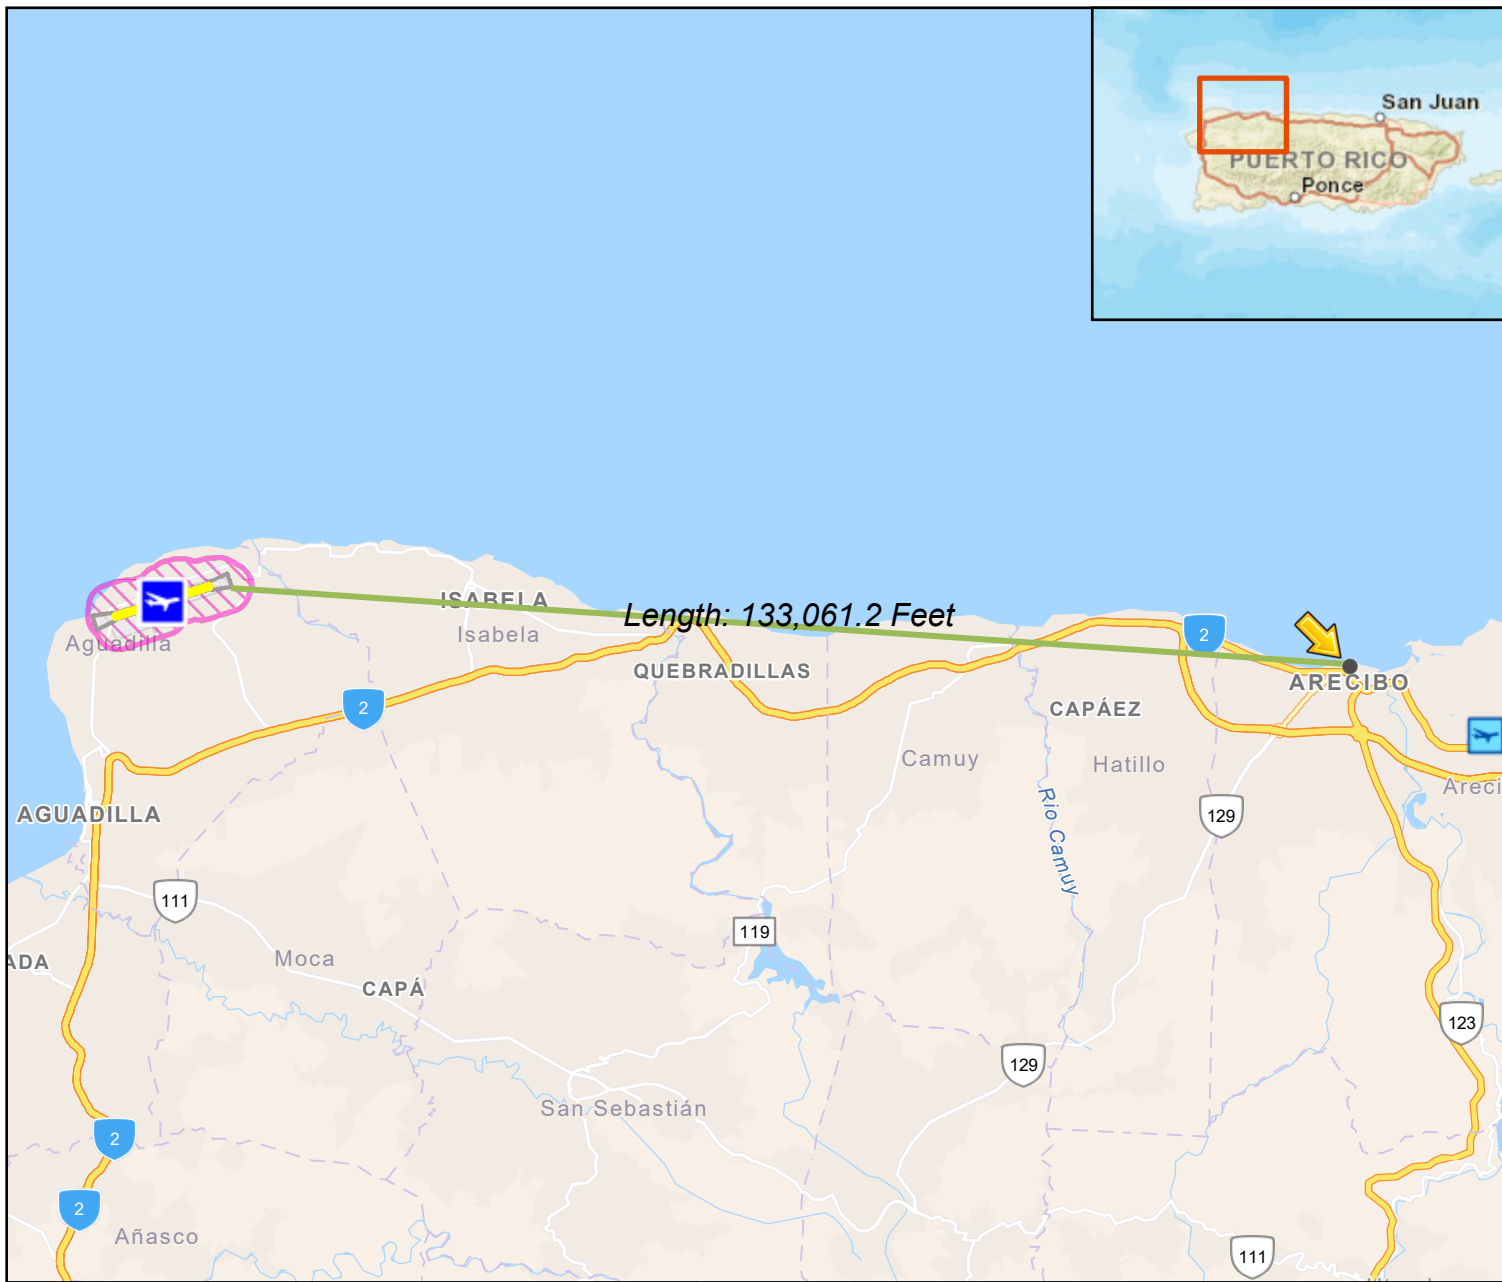 San Juan
PUERTO RICO
Ponce
ISABELA
Length: 133,061.2 Feet
Isabela
Aguadilla
2
QUEBRADILLAS
ARECIBO
2
CAPÁEZ
Camuy
Hatillo
Areci
AGUADILLA
Rio Camuy
129
111
119
ADA
Moca
CAPÁ
123
129
San Sebastián
2
2
Añasco
111